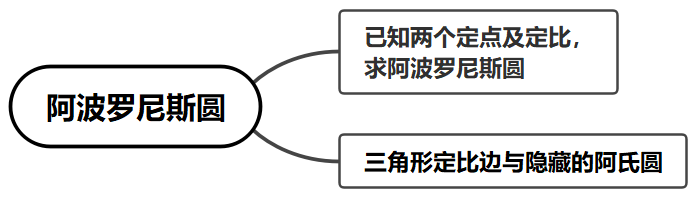 阿波罗尼斯圆
已知两个定点及定比，
求阿波罗尼斯圆
三角形定比边与隐藏的阿氏圆